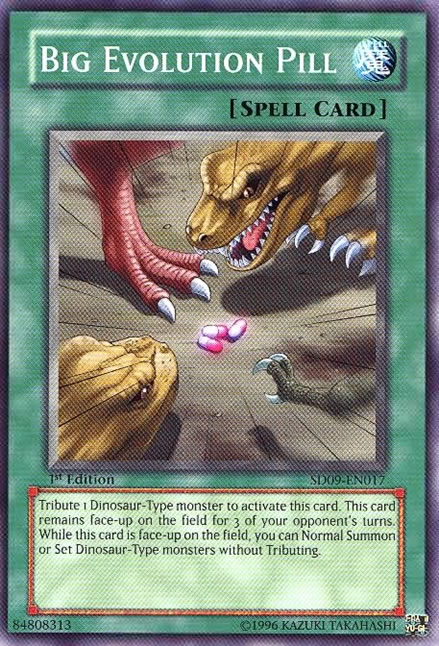 BIG EVOLUTION PILL 魔
[SPELL CARD]
1st Edition SD09-EN017
Tribute 1 Dinosaur-Type monster to activate this card. This card
remains face-up on the field for 3 of your opponent's turns.
While this card is face-up on the field, you can Normal Summon
or Set Dinosaur-Type monsters without Tributing.
84808313 ©1996 KAZUKI TAKAHASHI